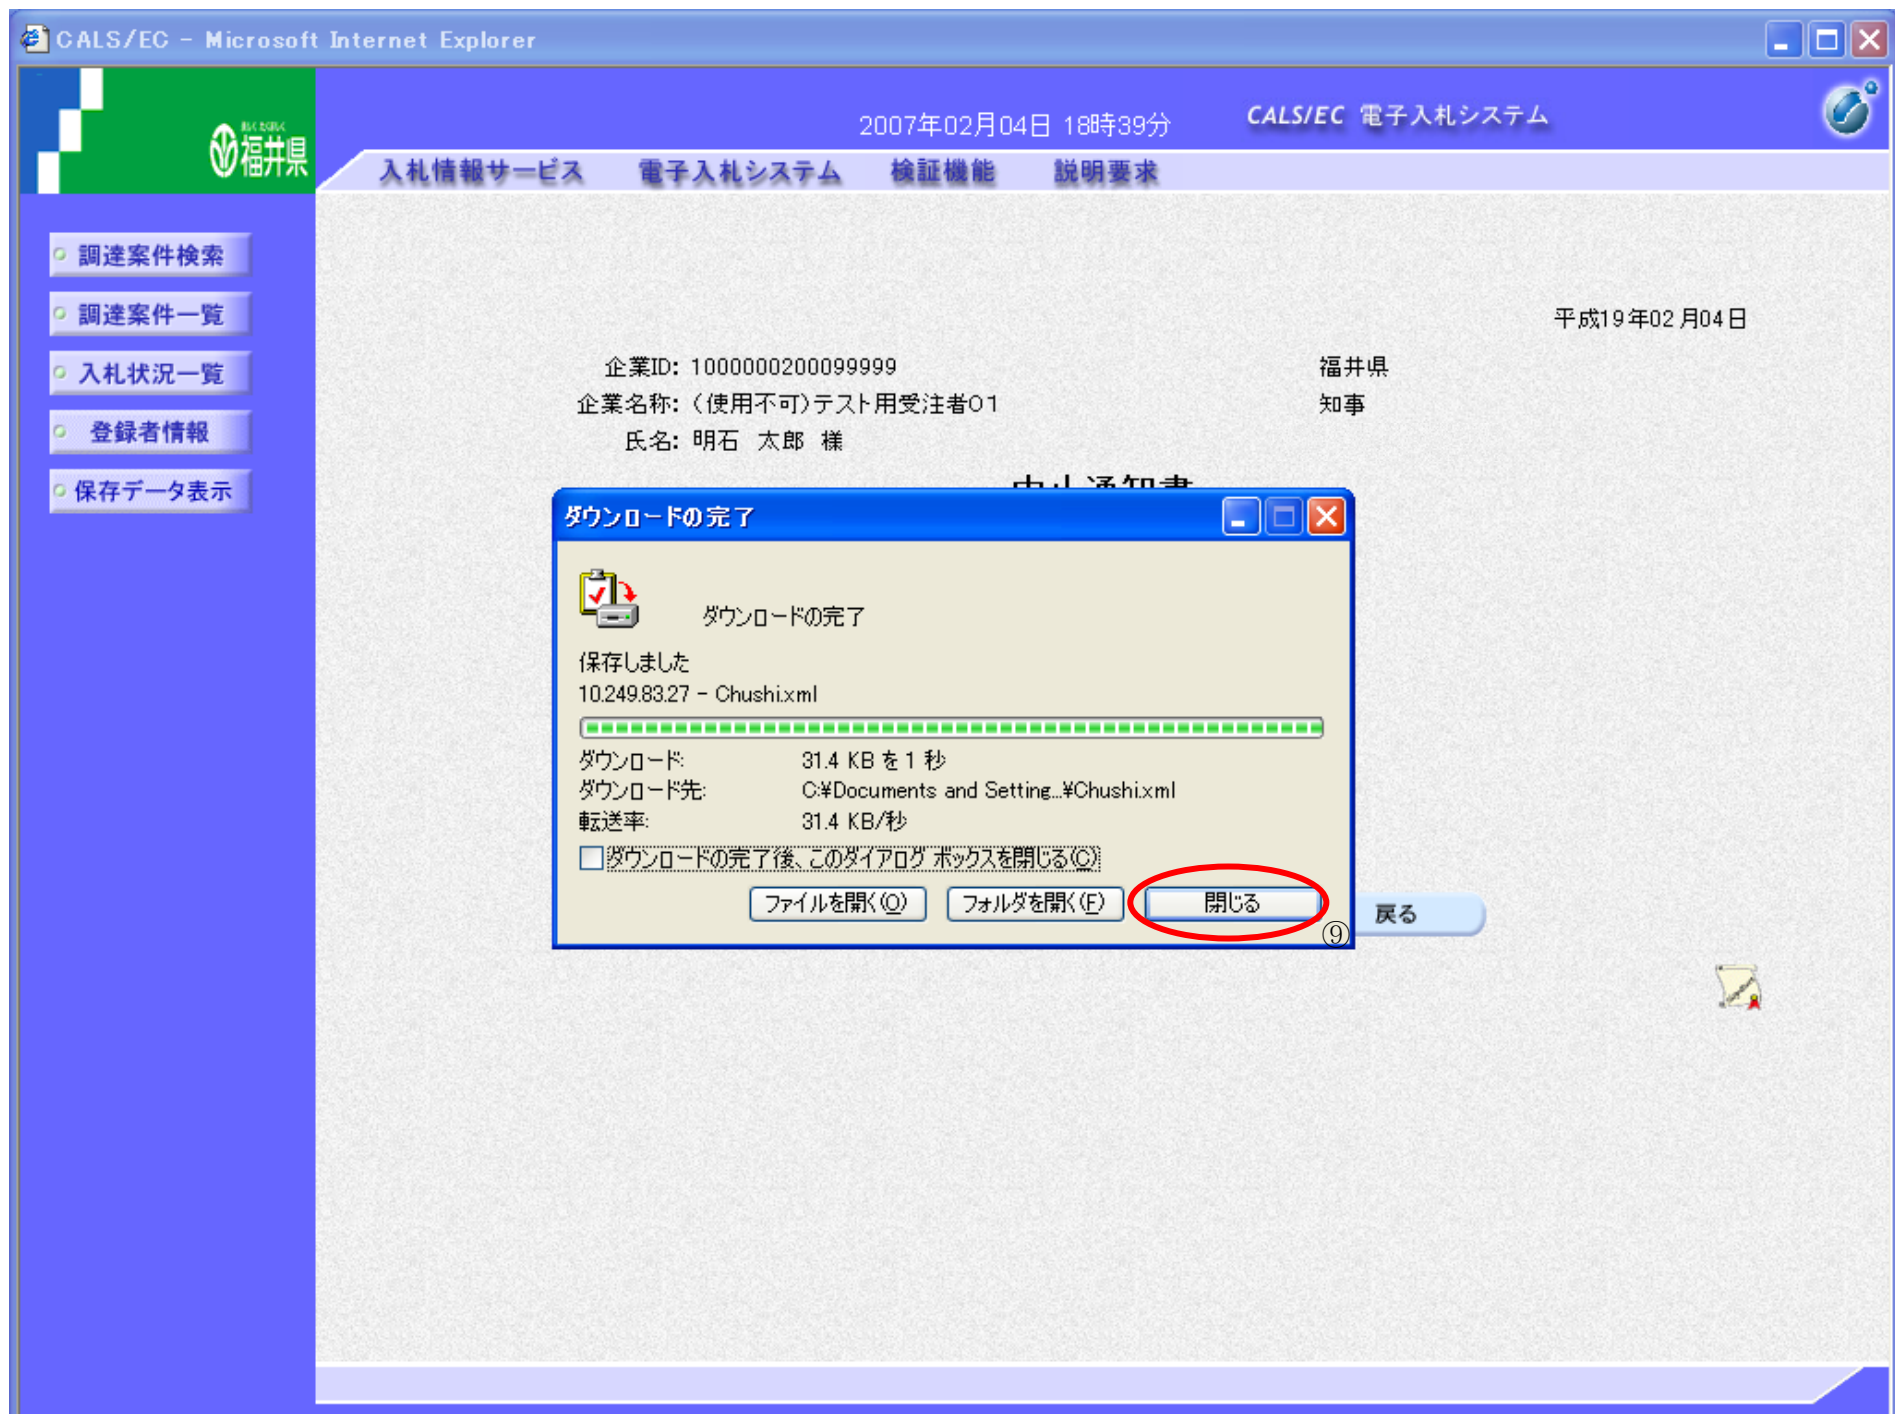 CALS/EC - Microsoft Internet Explorer
福井県
2007年02月04日 18時39分
CALS/EC 電子入札システム
入札情報サービス 電子入札システム 検証機能 説明要求
調達案件検索
調達案件一覧
入札状況一覧
登録者情報
保存データ表示
平成19年02月04日
企業ID: 1000000200099999
福井県
企業名称: (使用不可)テスト用受注者01
知事
氏名: 明石 太郎 様
中止通知書
ダウンロードの完了
ダウンロードの完了
保存しました
10.249.83.27 - Chushi.xml
ダウンロード: 31.4 KB を 1 秒
ダウンロード先: C:¥Documents and Setting...¥Chushi.xml
転送率: 31.4 KB/秒
ダウンロードの完了後、このダイアログ ボックスを閉じる(C)
ファイルを開く(O) フォルダを開く(F) 閉じる
⑨
戻る